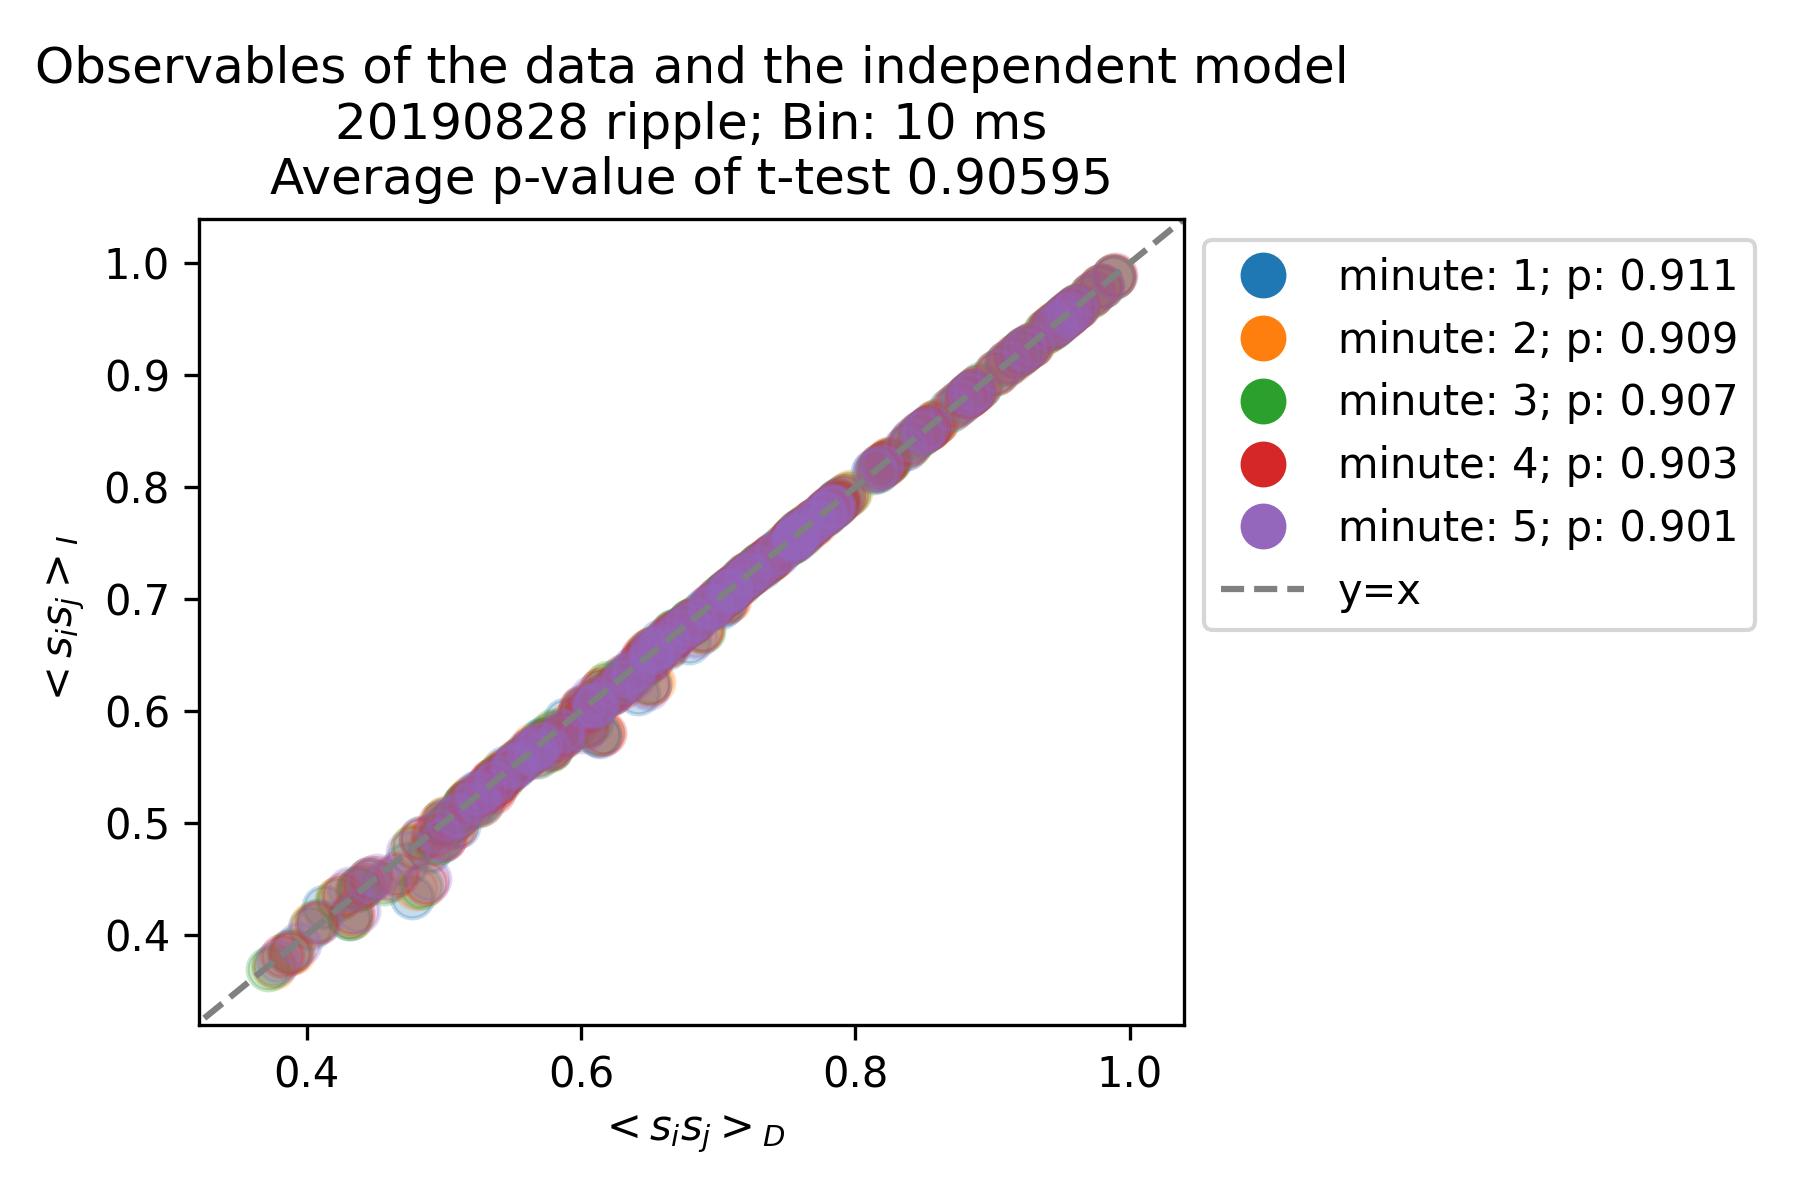 Observables of the data and the independent model
20190828 ripple; Bin: 10 ms
Average p-value of t-test 0.90595
1.0
0.9
0.8
0.7
0.6
0.5
0.4
<s_i s_j>_I
0.4 0.6 0.8 1.0
<s_i s_j>_D
minute: 1; p: 0.911
minute: 2; p: 0.909
minute: 3; p: 0.907
minute: 4; p: 0.903
minute: 5; p: 0.901
y=x